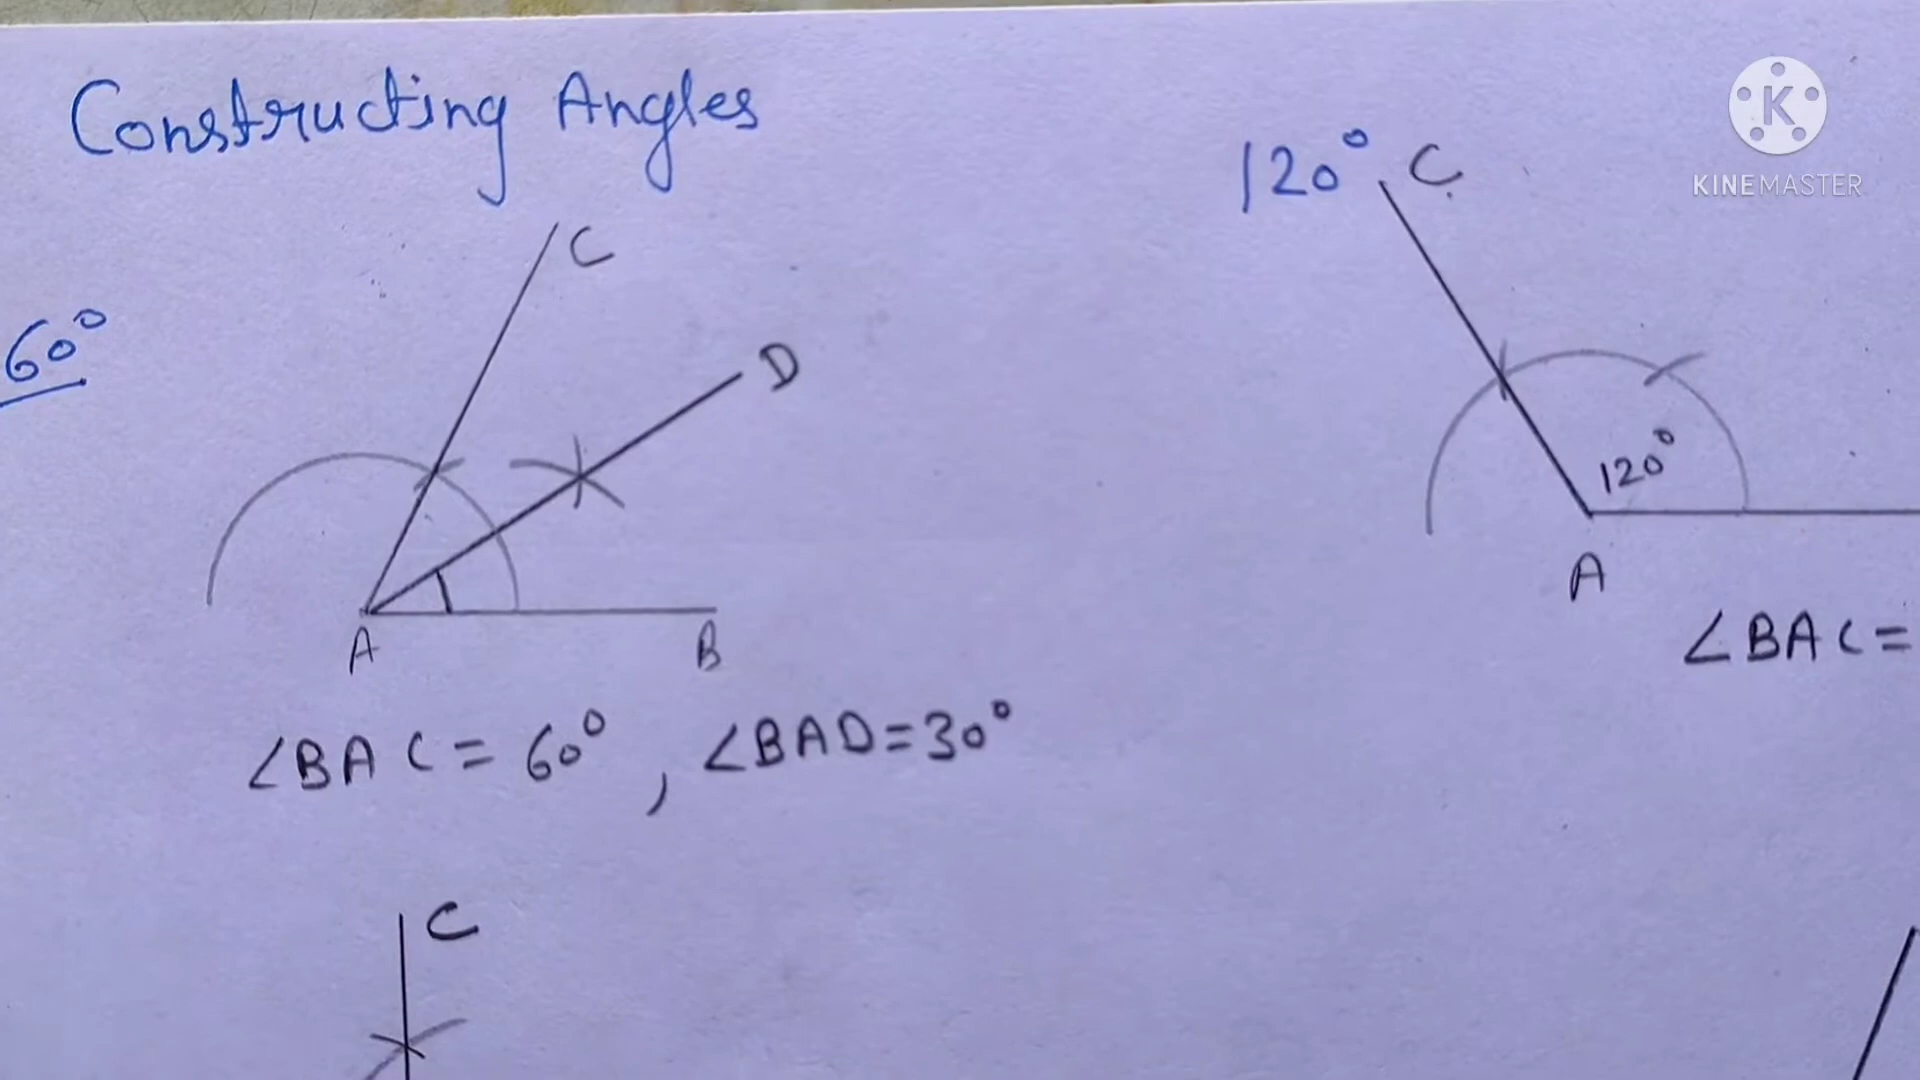 Constructing Angles
K
KINEMASTER
120° C
C
60°
D
120°
A
A B
∠BAC=
∠BAC = 60°, ∠BAD=30°
C